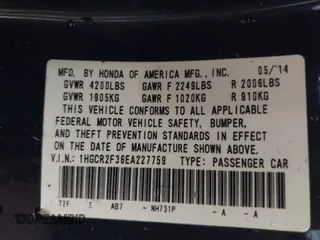 MFD. BY HONDA OF AMERICA MFG., INC. 05/'14
GVWR 4200LBS GAWR F 2249LBS R 2006LBS
GVWR 1905KG GAWR F 1020KG R 910KG
THIS VEHICLE CONFORMS TO ALL APPLICABLE
FEDERAL MOTOR VEHICLE SAFETY, BUMPER,
AND THEFT PREVENTION STANDARDS IN EFFECT
ON THE DATE OF MANUFACTURE SHOWN ABOVE.
V.I.N: 1HGCR2F36EA227759 TYPE: PASSENGER CAR
T2F E AB7 - NH731P - A - A